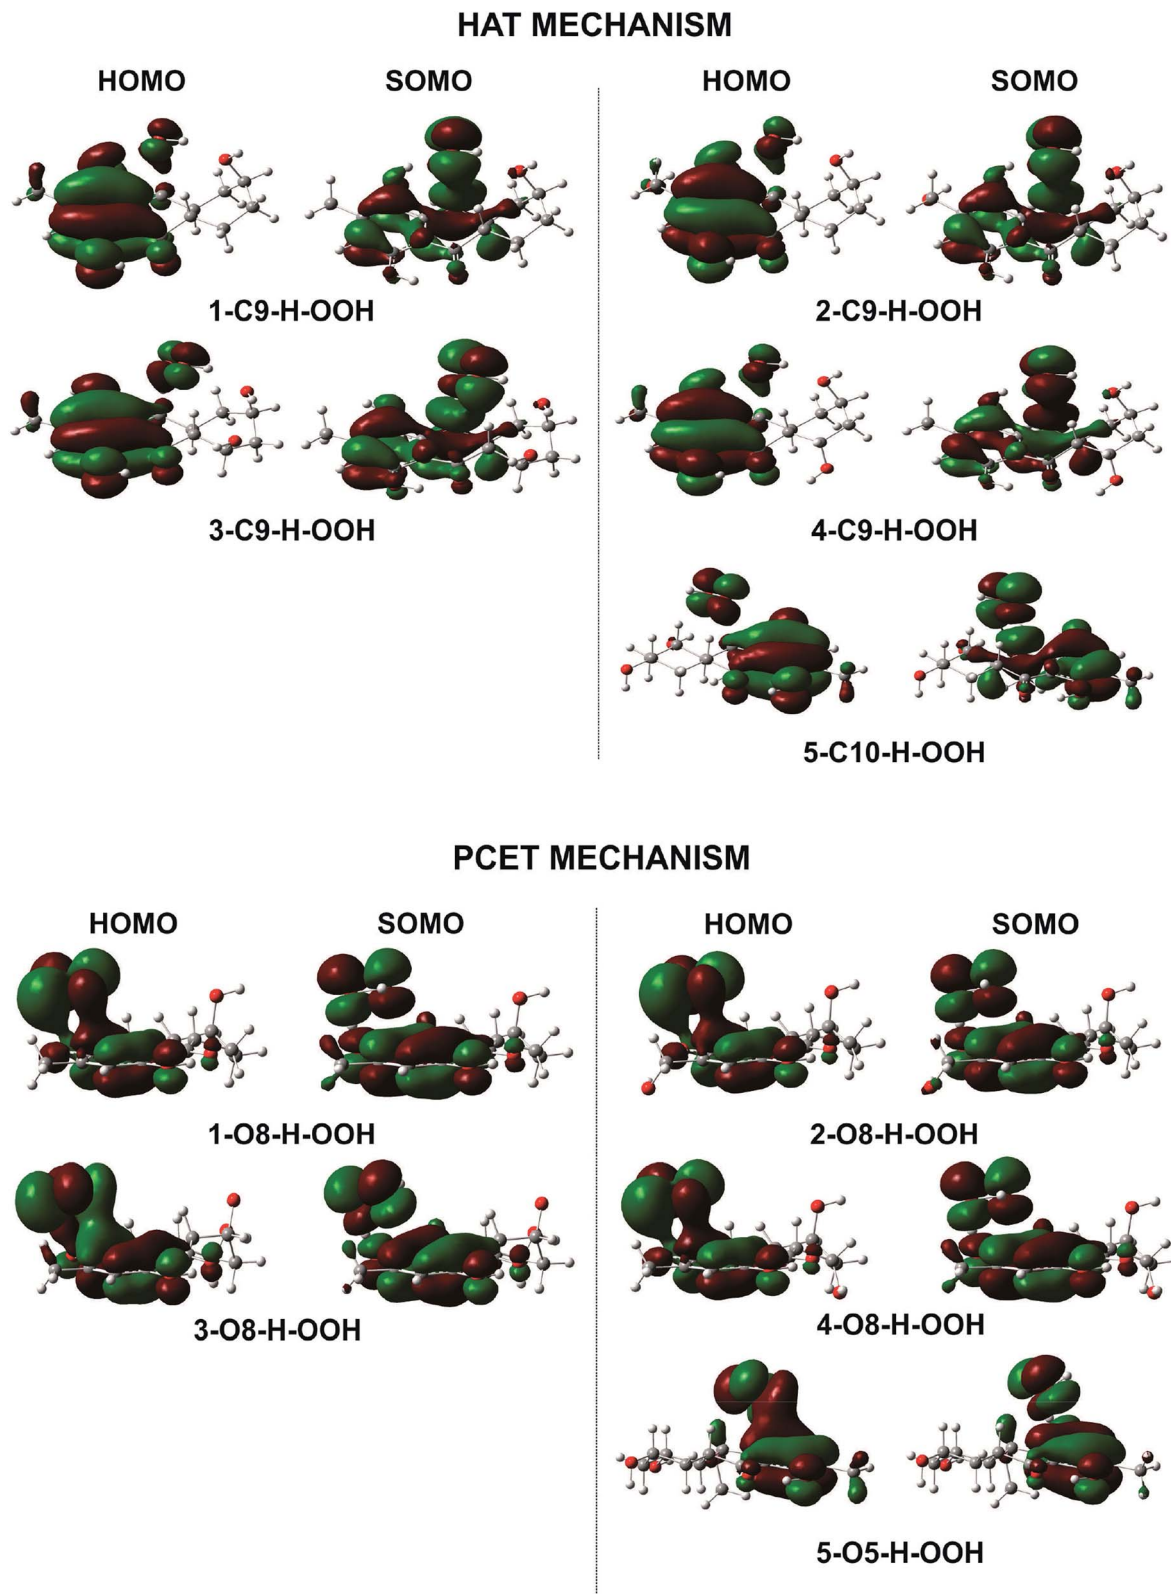 HAT MECHANISM
HOMO SOMO HOMO SOMO
1-C9-H-OOH 2-C9-H-OOH
3-C9-H-OOH 4-C9-H-OOH
5-C10-H-OOH
PCET MECHANISM
HOMO SOMO HOMO SOMO
1-O8-H-OOH 2-O8-H-OOH
3-O8-H-OOH 4-O8-H-OOH
5-O5-H-OOH